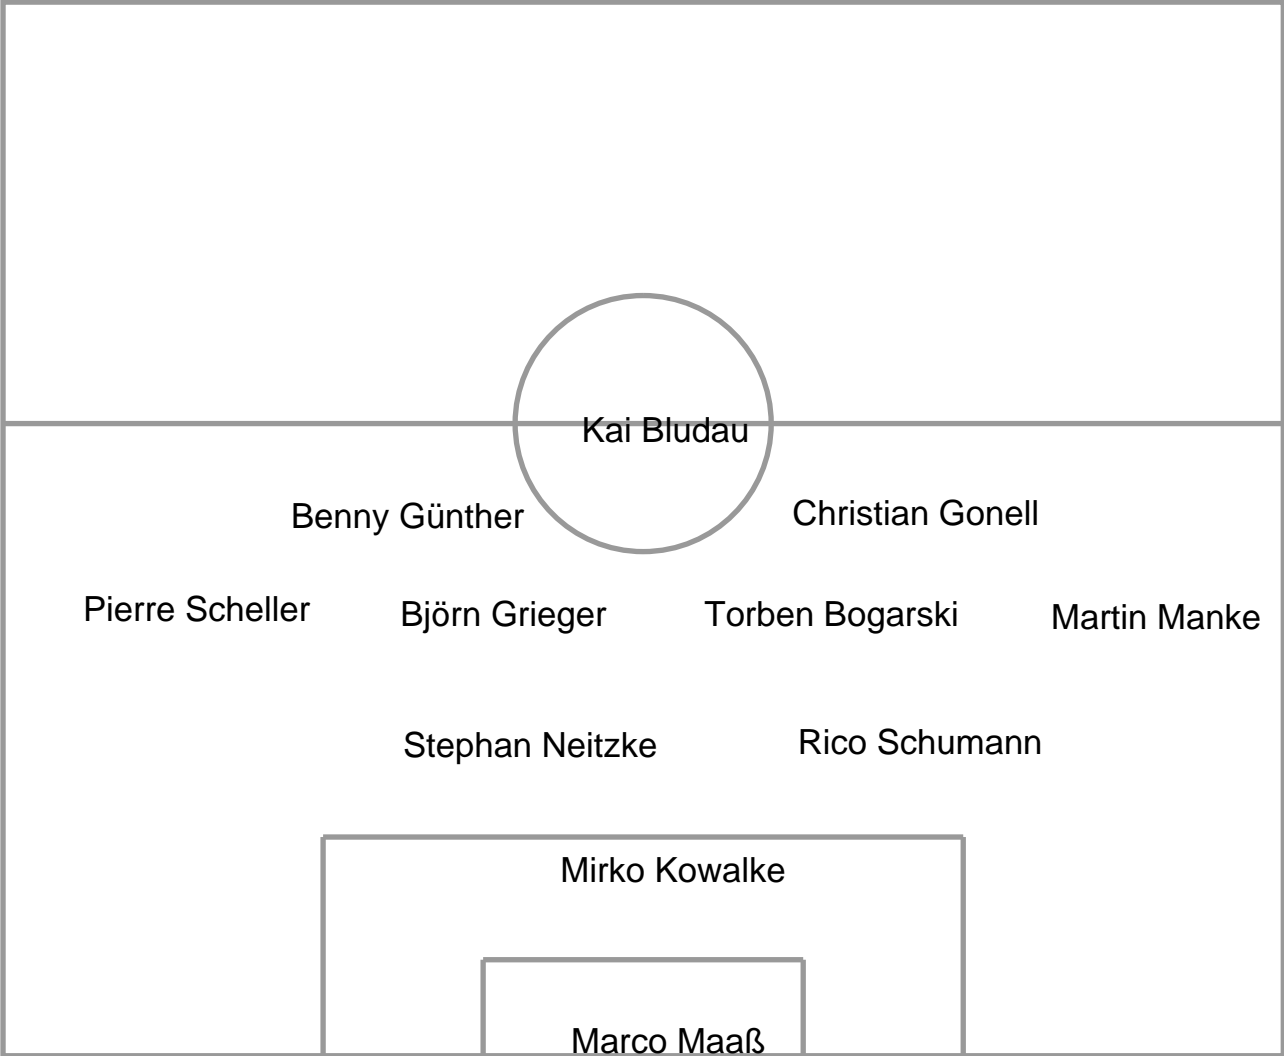 Kai Bludau
Benny Günther
Christian Gonell
Pierre Scheller
Björn Grieger
Torben Bogarski
Martin Manke
Stephan Neitzke
Rico Schumann
Mirko Kowalke
Marco Maaß